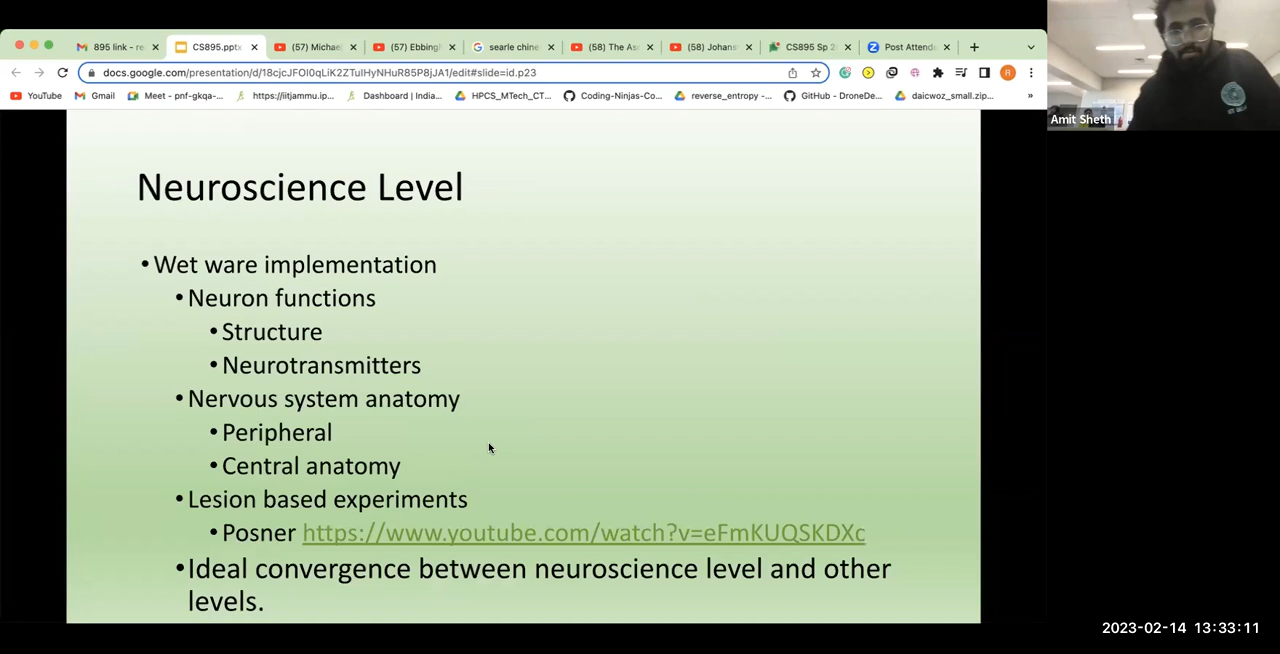 895 link - re
CS895.pptx
(57) Michae
(57) Ebbing
searle chine
(58) The As
(58) Johans
CS895 Sp 2
Post Attend
docs.google.com/presentation/d/18cjcJFOI0qLiK2ZTulHyNHuR85P8jJA1/edit#slide=id.p23
R
YouTube
Gmail
Meet - pnf-gkqa-...
https://iitjammu.ip...
Dashboard | India...
HPCS_MTech_CT...
Coding-Ninjas-Co...
reverse_entropy -...
GitHub - DroneDe...
daicwoz_small.zip...
»
Amit Sheth
Neuroscience Level
• Wet ware implementation
• Neuron functions
• Structure
• Neurotransmitters
• Nervous system anatomy
• Peripheral
• Central anatomy
• Lesion based experiments
• Posner https://www.youtube.com/watch?v=eFmKUQSKDXc
• Ideal convergence between neuroscience level and other
levels.
2023-02-14 13:33:11